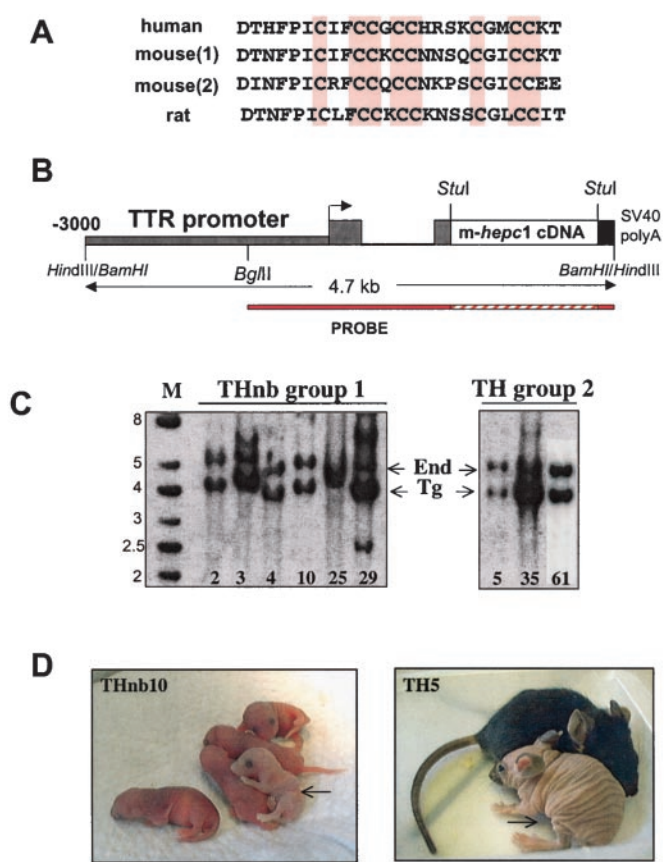 A
human DTHFPICIFCCGCCHRSKCGMCCKT
mouse(1) DTNFPICIFCCKCCNNSQCGICCKT
mouse(2) DINFPICRFCCQCCNKPSCGICCEE
rat DTNFPICLFCCKCCKNSSCGLCCIT
B
StuI StuI
-3000 TTR promoter m-hepc1 cDNA SV40 polyA
HindIII/BamHI BglII BamHI/HindIII
4.7 kb
PROBE
C
M THnb group 1 TH group 2
8
5 End
4 Tg
3
2.5
2 2 3 4 10 25 29 5 35 61
D
THnb10 TH5